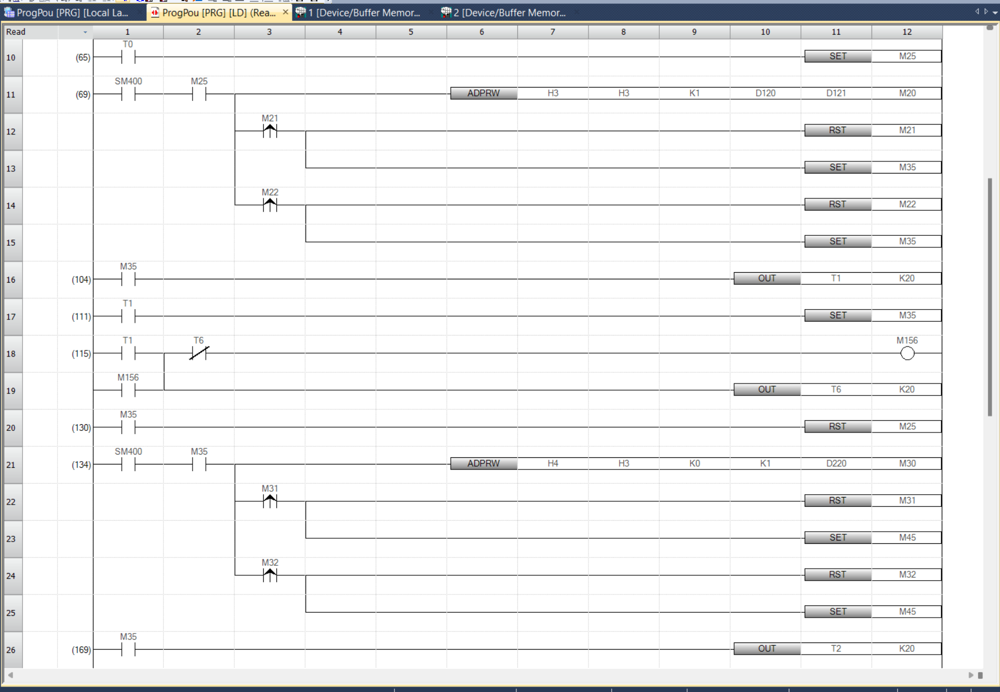 ProgPou [PRG] [Local La... ProgPou [PRG] [LD] (Rea... × 1 [Device/Buffer Memor... 2 [Device/Buffer Memor...
Read 1 2 3 4 5 6 7 8 9 10 11 12
T0
10 (65) SET M25
SM400 M25
11 (69) ADPRW H3 H3 K1 D120 D121 M20
M21
12 RST M21
13 SET M35
M22
14 RST M22
15 SET M35
M35
16 (104) OUT T1 K20
T1
17 (111) SET M35
T1 T6 M156
18 (115)
M156
19 OUT T6 K20
M35
20 (130) RST M25
SM400 M35
21 (134) ADPRW H4 H3 K0 K1 D220 M30
M31
22 RST M31
23 SET M45
M32
24 RST M32
25 SET M45
M35
26 (169) OUT T2 K20